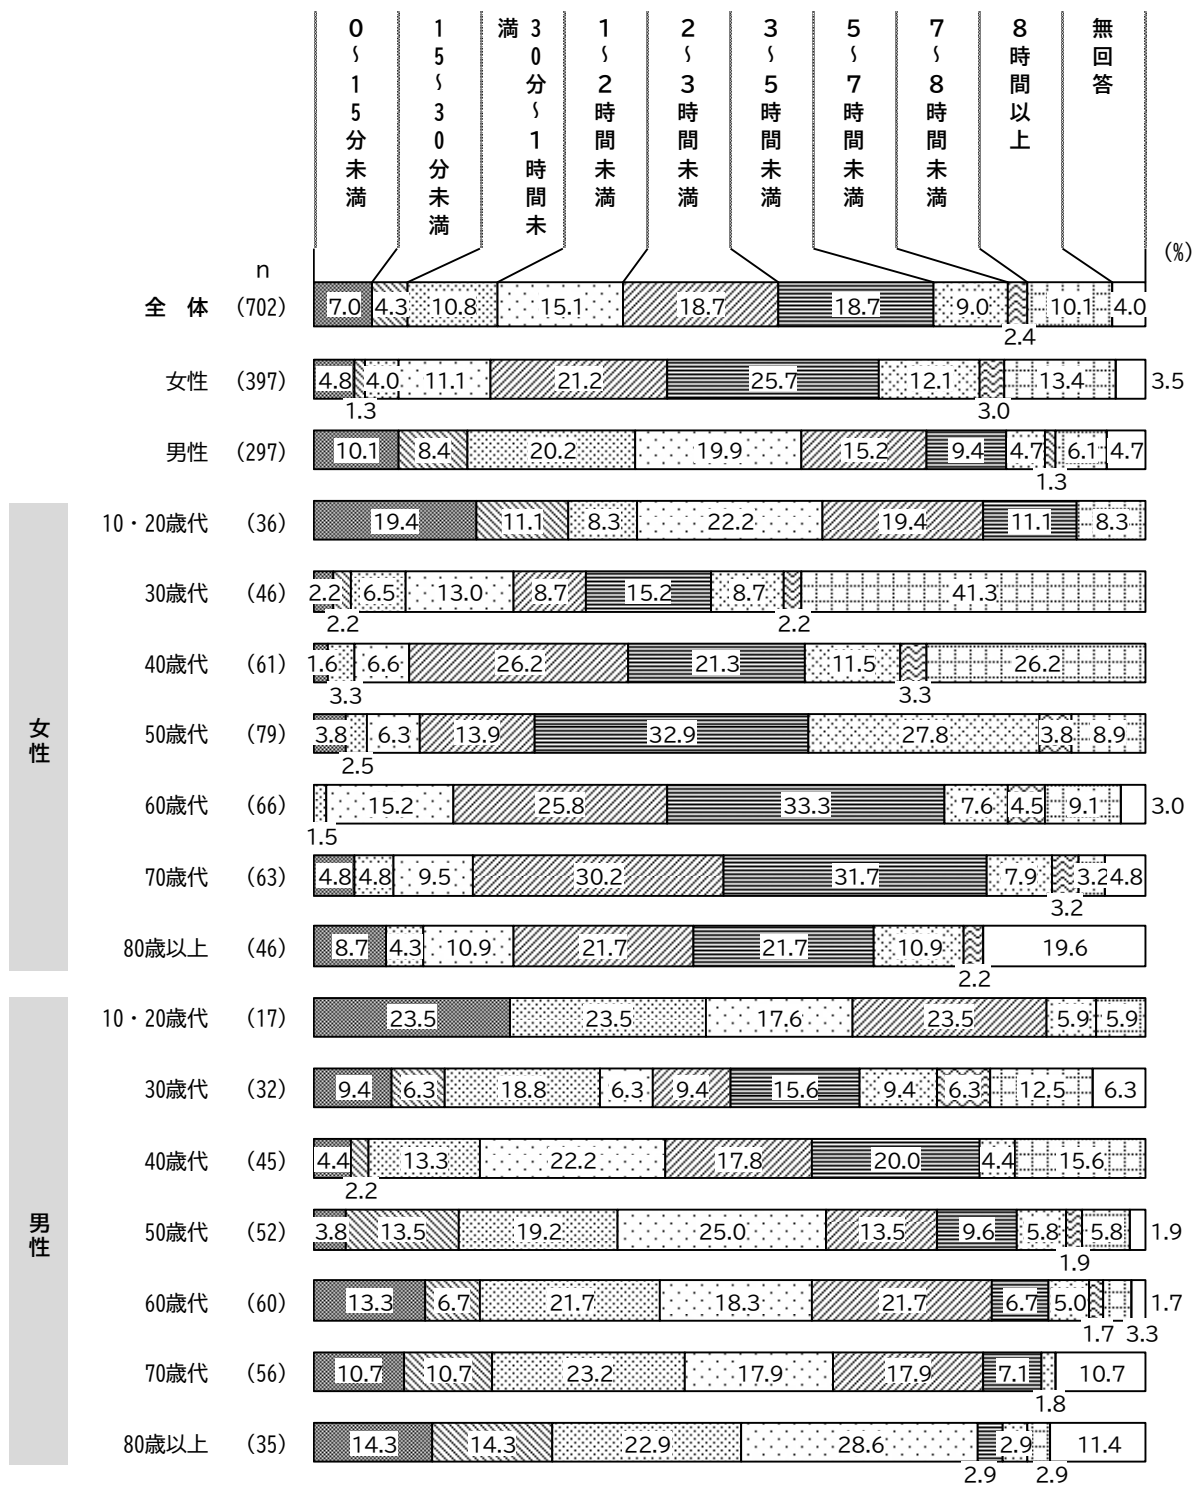 0～15分未満
15～30分未満
30分～1時間未満
1～2時間未満
2～3時間未満
3～5時間未満
5～7時間未満
7～8時間未満
8時間以上
無回答
(%)
n
全 体 (702) 7.0 4.3 10.8 15.1 18.7 18.7 9.0 2.4 10.1 4.0
女性 (397) 4.8 1.3 4.0 11.1 21.2 25.7 12.1 3.0 13.4 3.5
男性 (297) 10.1 8.4 20.2 19.9 15.2 9.4 4.7 1.3 6.1 4.7
女性
10・20歳代 (36) 19.4 11.1 8.3 22.2 19.4 11.1 8.3
30歳代 (46) 2.2 2.2 6.5 13.0 8.7 15.2 8.7 2.2 41.3
40歳代 (61) 1.6 3.3 6.6 26.2 21.3 11.5 3.3 26.2
50歳代 (79) 3.8 2.5 6.3 13.9 32.9 27.8 3.8 8.9
60歳代 (66) 1.5 15.2 25.8 33.3 7.6 4.5 9.1 3.0
70歳代 (63) 4.8 4.8 9.5 30.2 31.7 7.9 3.2 3.2 4.8
80歳以上 (46) 8.7 4.3 10.9 21.7 21.7 10.9 2.2 19.6
男性
10・20歳代 (17) 23.5 23.5 17.6 23.5 5.9 5.9
30歳代 (32) 9.4 6.3 18.8 6.3 9.4 15.6 9.4 6.3 12.5 6.3
40歳代 (45) 4.4 2.2 13.3 22.2 17.8 20.0 4.4 15.6
50歳代 (52) 3.8 13.5 19.2 25.0 13.5 9.6 5.8 1.9 5.8 1.9
60歳代 (60) 13.3 6.7 21.7 18.3 21.7 6.7 5.0 1.7 3.3 1.7
70歳代 (56) 10.7 10.7 23.2 17.9 17.9 7.1 1.8 10.7
80歳以上 (35) 14.3 14.3 22.9 28.6 2.9 2.9 2.9 11.4